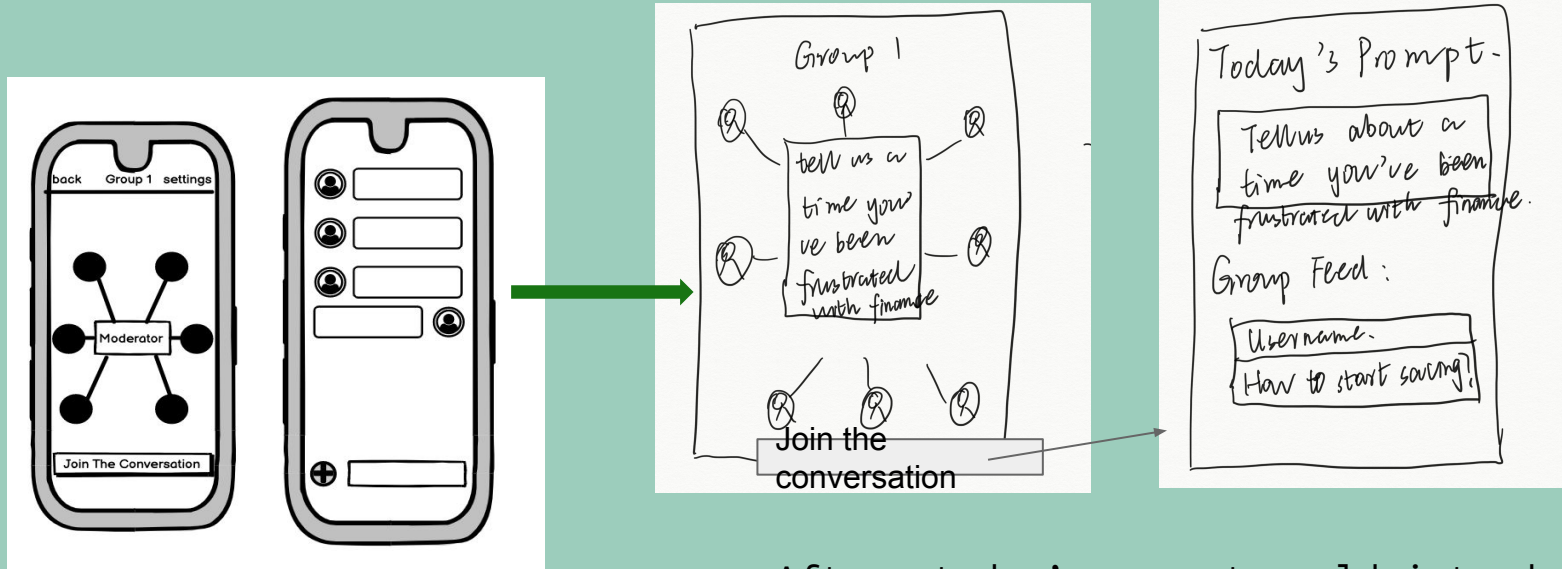 back Group 1 settings
Moderator
Join The Conversation
Group 1
tell us a
time you'
ve been
frustrated
with finance
Join the
conversation
Today's Prompt-
Tell us about a
time you've been
frustrated with finance.
Group Feed:
Username.
How to start saving?